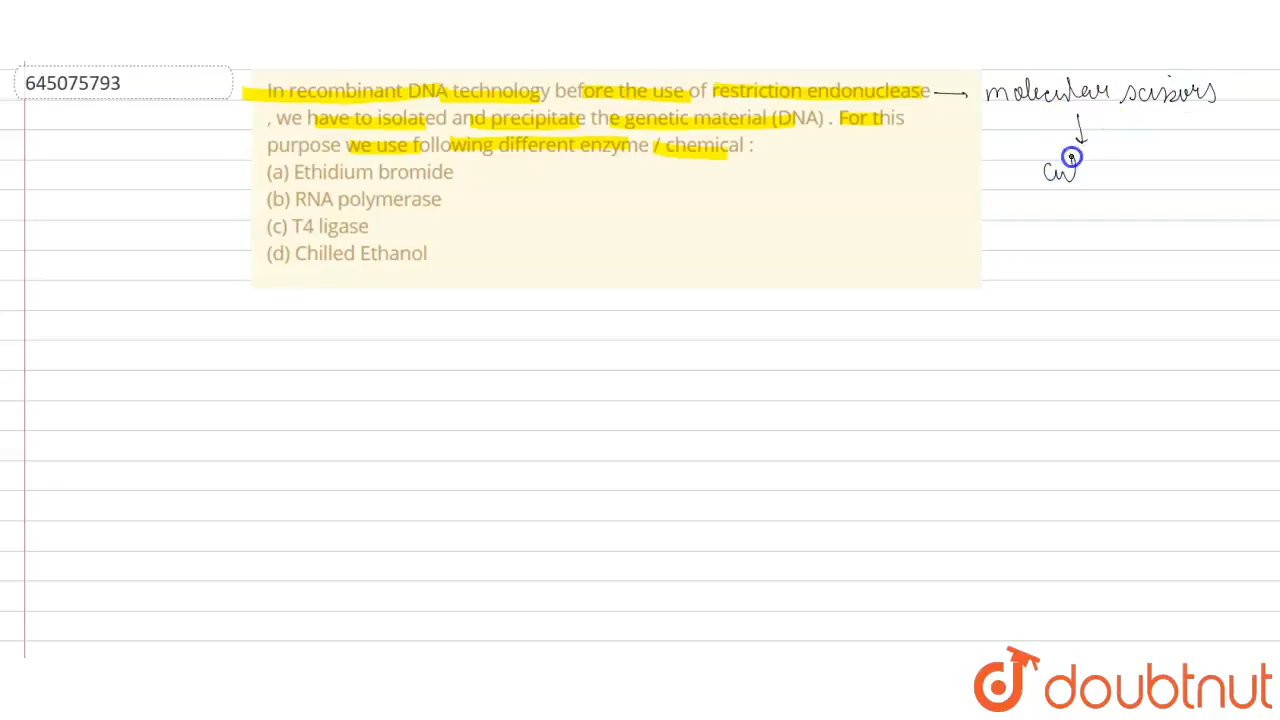 645075793
In recombinant DNA technology before the use of restriction endonuclease → molecular scissors
, we have to isolated and precipitate the genetic material (DNA) . For this
purpose we use following different enzyme / chemical :
(a) Ethidium bromide
(b) RNA polymerase
(c) T4 ligase
(d) Chilled Ethanol
doubtnut